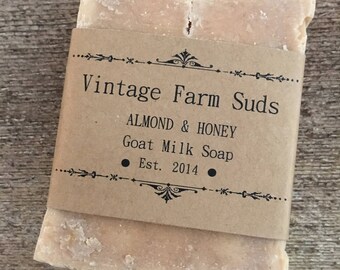 Vintage Farm Suds
ALMOND & HONEY
Goat Milk Soap
● Est. 2014 ●